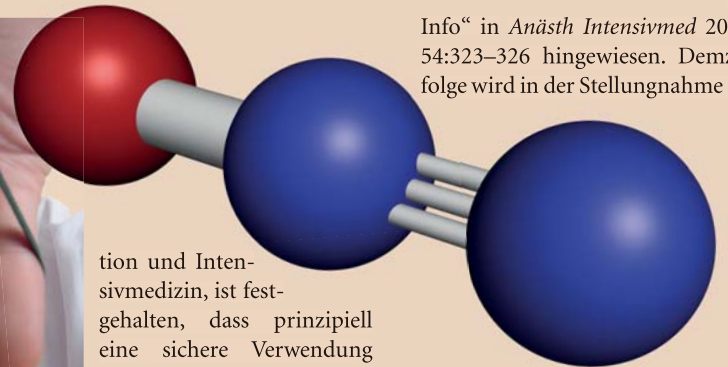 Info“ in Anästh Intensivmed 20
54:323–326 hingewiesen. Demz
folge wird in der Stellungnahme
tion und Inten-
sivmedizin, ist fest-
gehalten, dass prinzipiell
eine sichere Verwendung